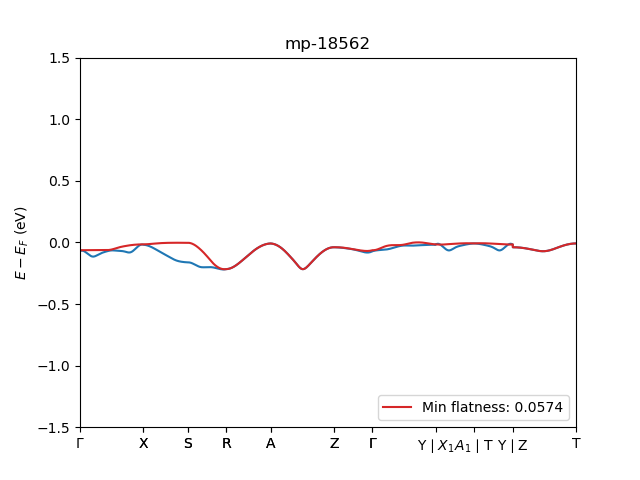 mp-18562
1.5
1.0
0.5
0.0
−0.5
−1.0
−1.5
E − E_F (eV)
Min flatness: 0.0574
Γ X S R A Z Γ Y | X₁A₁ | T Y | Z T